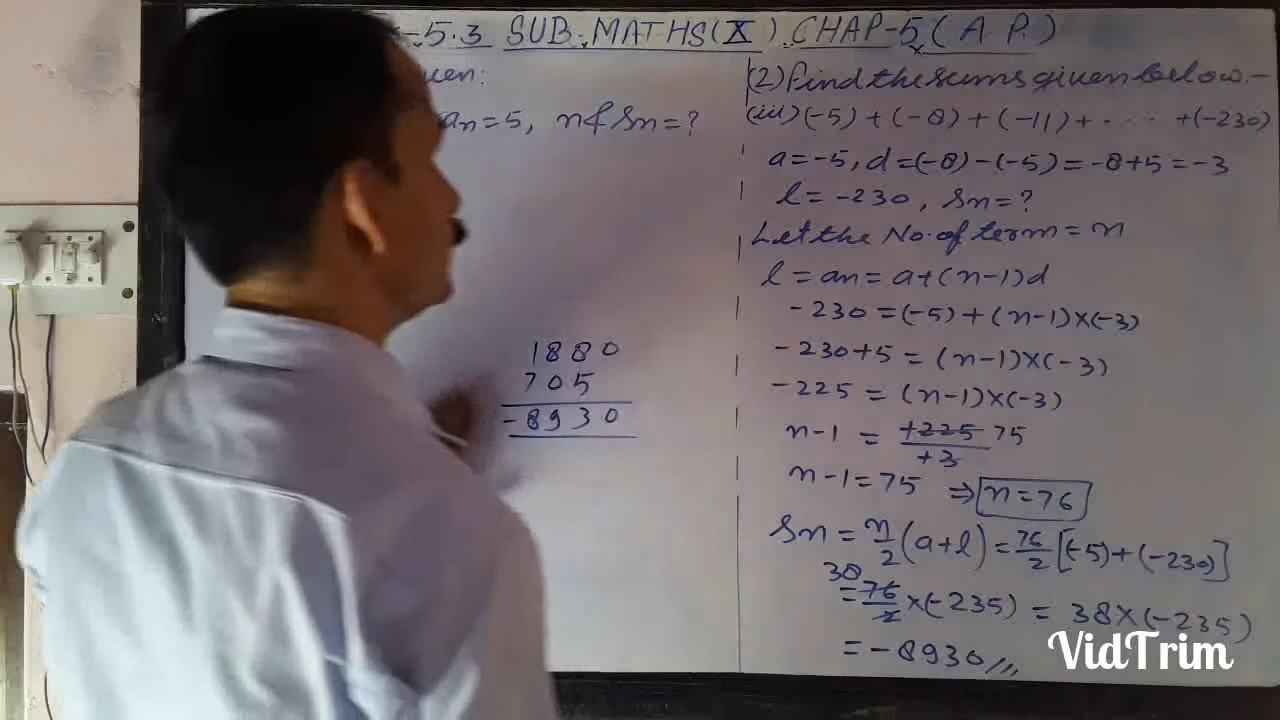 -5.3 SUB:-MATHS(X) CHAP-5(A.P.)
an=5, n&Sn=?
1880
705
-8930
(2) Find the sums given below:-
(iii) (-5)+(-8)+(-11)+.....+(-230)
a=-5, d=(-8)-(-5)=-8+5=-3
l=-230, Sn=?
Let the No. of term=n
l=an=a+(n-1)d
-230=(-5)+(n-1)×(-3)
-230+5=(n-1)×(-3)
-225=(n-1)×(-3)
n-1=+225/+3 75
n-1=75 ⇒ n=76
Sn=n/2(a+l)=76/2[(-5)+(-230)]
38
=76/2×(-235)=38×(-235)
=-8930///
VidTrim